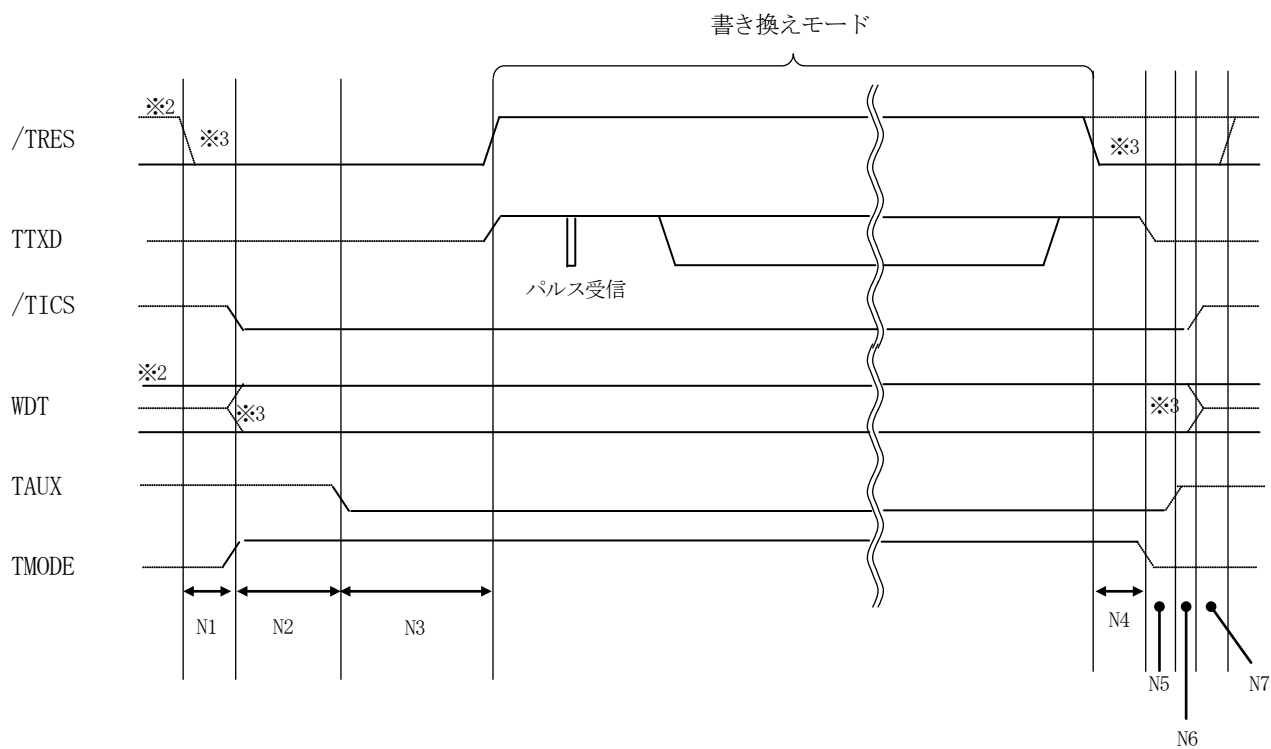 書き換えモード
※2
※3
/TRES
※3
TTXD
パルス受信
/TICS
※2
WDT
※3
※3
TAUX
TMODE
N1
N2
N3
N4
N5
N6
N7